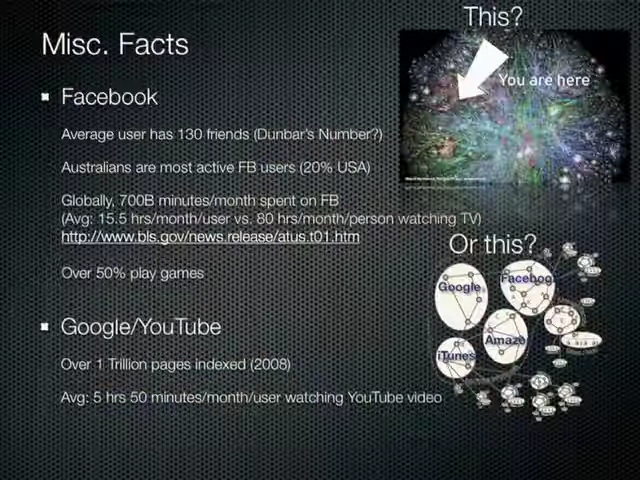 This?
Misc. Facts
You are here
Facebook
Average user has 130 friends (Dunbar's Number?)
Australians are most active FB users (20% USA)
Globally, 700B minutes/month spent on FB
(Avg: 15.5 hrs/month/user vs. 80 hrs/month/person watching TV)
http://www.bls.gov/news.release/atus.t01.htm
Or this?
Over 50% play games
Google
Facebog
Amazo
iTunes
Google/YouTube
Over 1 Trillion pages indexed (2008)
Avg: 5 hrs 50 minutes/month/user watching YouTube video